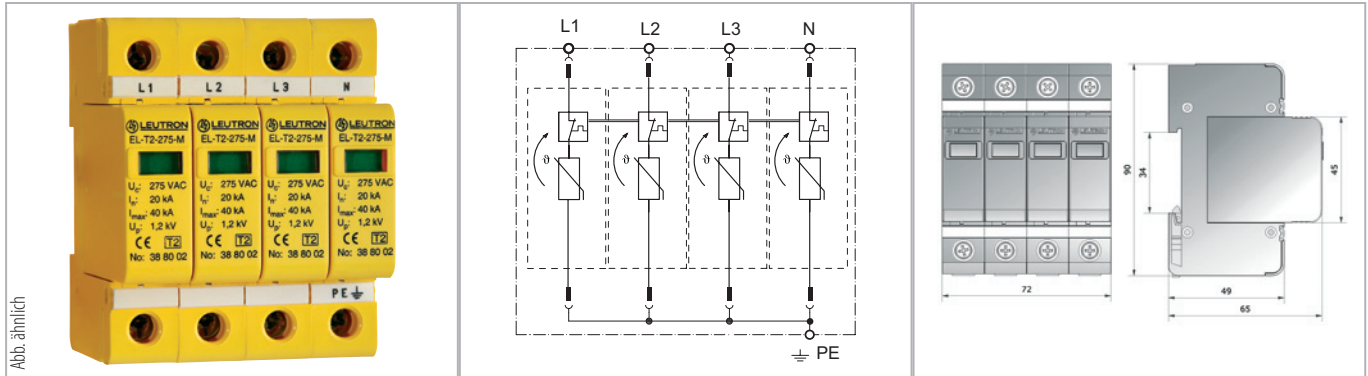 Abb. ähnlich
L1 L2 L3 N
LEUTRON LEUTRON LEUTRON LEUTRON
EL-T2-275-M EL-T2-275-M EL-T2-275-M EL-T2-275-M
Uc: 275 VAC Uc: 275 VAC Uc: 275 VAC Uc: 275 VAC
In: 20 kA In: 20 kA In: 20 kA In: 20 kA
Imax: 40 kA Imax: 40 kA Imax: 40 kA Imax: 40 kA
Up: 1,2 kV Up: 1,2 kV Up: 1,2 kV Up: 1,2 kV
CE T2 CE T2 CE T2 CE T2
No: 38 80 02 No: 38 80 02 No: 38 80 02 No: 38 80 02
PE
L1 L2 L3 N
ϑ ϑ ϑ ϑ
PE
LEUTRON LEUTRON LEUTRON LEUTRON
90
34
45
72
49
65